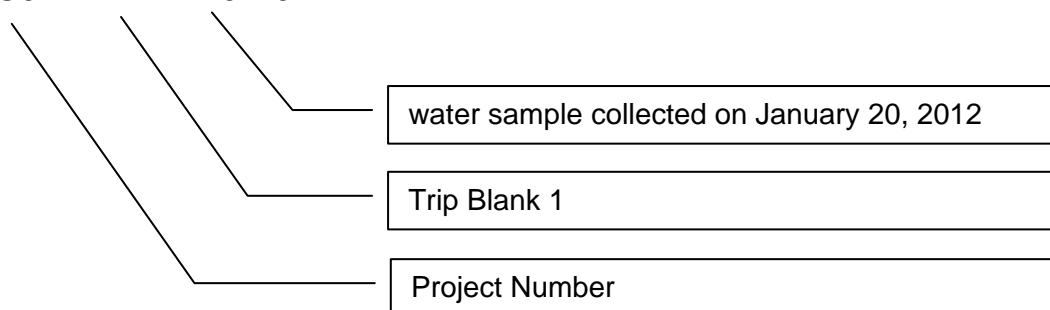 water sample collected on January 20, 2012
Trip Blank 1
Project Number